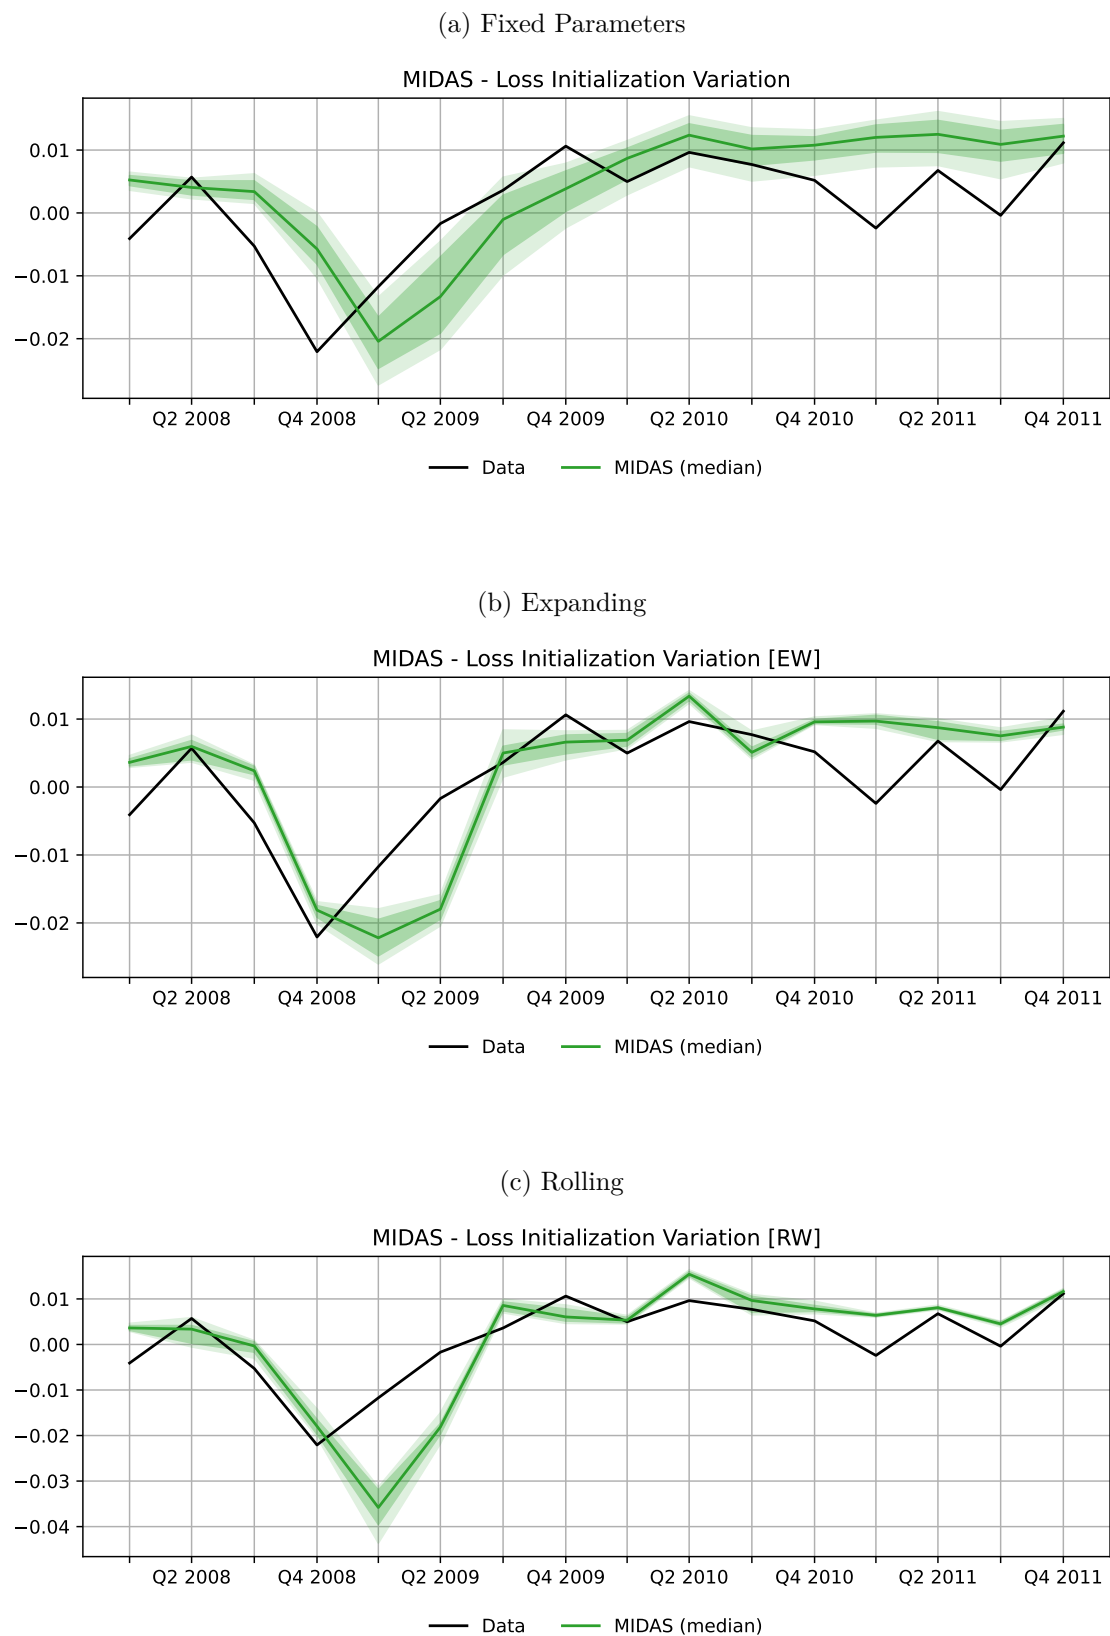 (a) Fixed Parameters
MIDAS - Loss Initialization Variation
0.01
0.00
−0.01
−0.02
Q2 2008 Q4 2008 Q2 2009 Q4 2009 Q2 2010 Q4 2010 Q2 2011 Q4 2011
Data MIDAS (median)
(b) Expanding
MIDAS - Loss Initialization Variation [EW]
0.01
0.00
−0.01
−0.02
Q2 2008 Q4 2008 Q2 2009 Q4 2009 Q2 2010 Q4 2010 Q2 2011 Q4 2011
Data MIDAS (median)
(c) Rolling
MIDAS - Loss Initialization Variation [RW]
0.01
0.00
−0.01
−0.02
−0.03
−0.04
Q2 2008 Q4 2008 Q2 2009 Q4 2009 Q2 2010 Q4 2010 Q2 2011 Q4 2011
Data MIDAS (median)